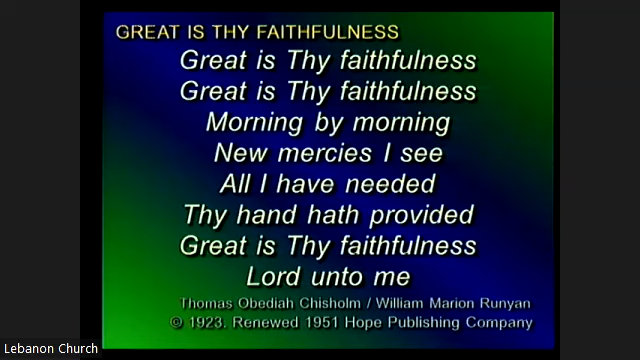 GREAT IS THY FAITHFULNESS
Great is Thy faithfulness
Great is Thy faithfulness
Morning by morning
New mercies I see
All I have needed
Thy hand hath provided
Great is Thy faithfulness
Lord unto me
Thomas Obediah Chisholm / William Marion Runyan
© 1923. Renewed 1951 Hope Publishing Company
Lebanon Church